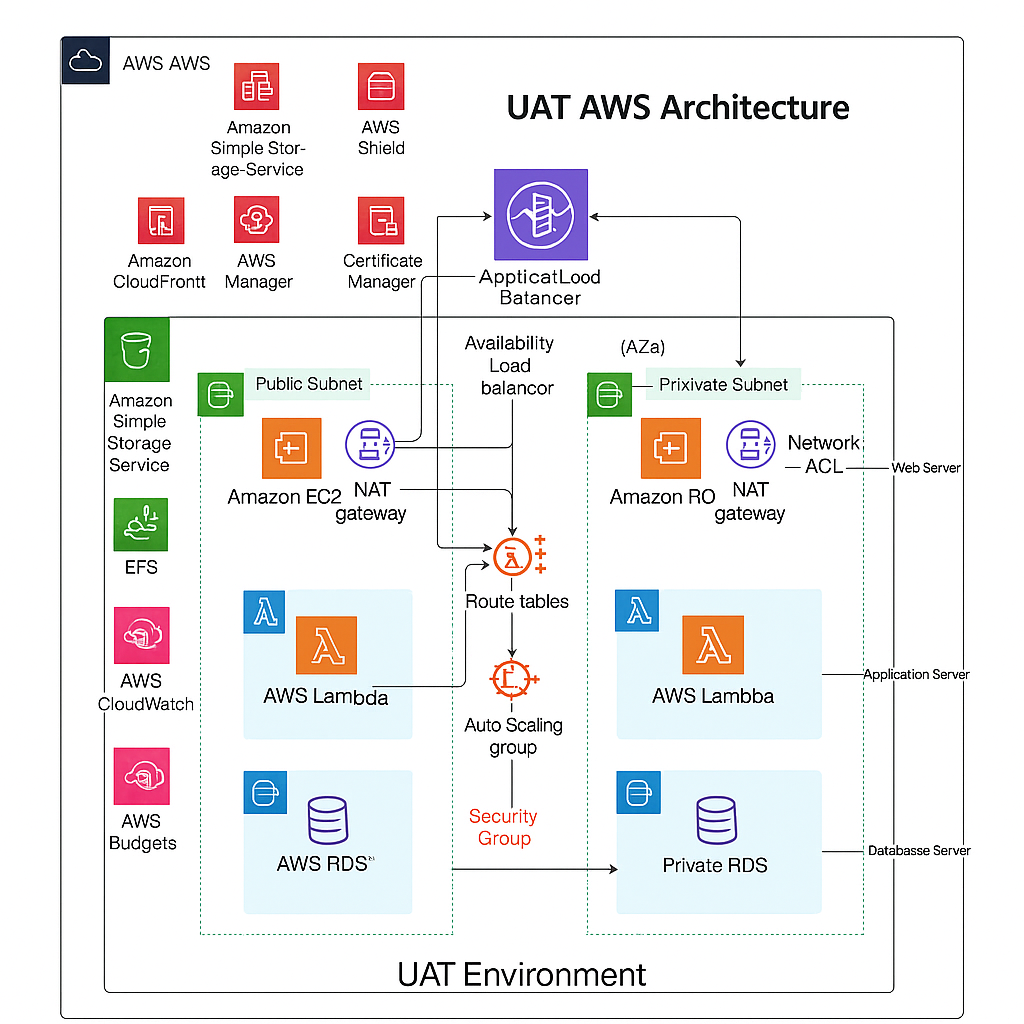 AWS AWS
UAT AWS Architecture
Amazon
Simple Stor-
age-Service
AWS
Shield
Amazon
CloudFrontt
AWS
Manager
Certificate
Manager
AppticatLood
Batancer
Amazon
Simple
Storage
Service
EFS
AWS
CloudWatch
AWS
Budgets
Public Subnet
Amazon EC2
NAT
gateway
AWS Lambda
AWS RDS
Availability
Load
balancor
Route tables
Auto Scaling
group
Security
Group
(AZa)
Prixivate Subnet
Amazon RO
NAT
gateway
Network
ACL
Web Server
AWS Lambba
Application Server
Private RDS
Databasse Server
UAT Environment